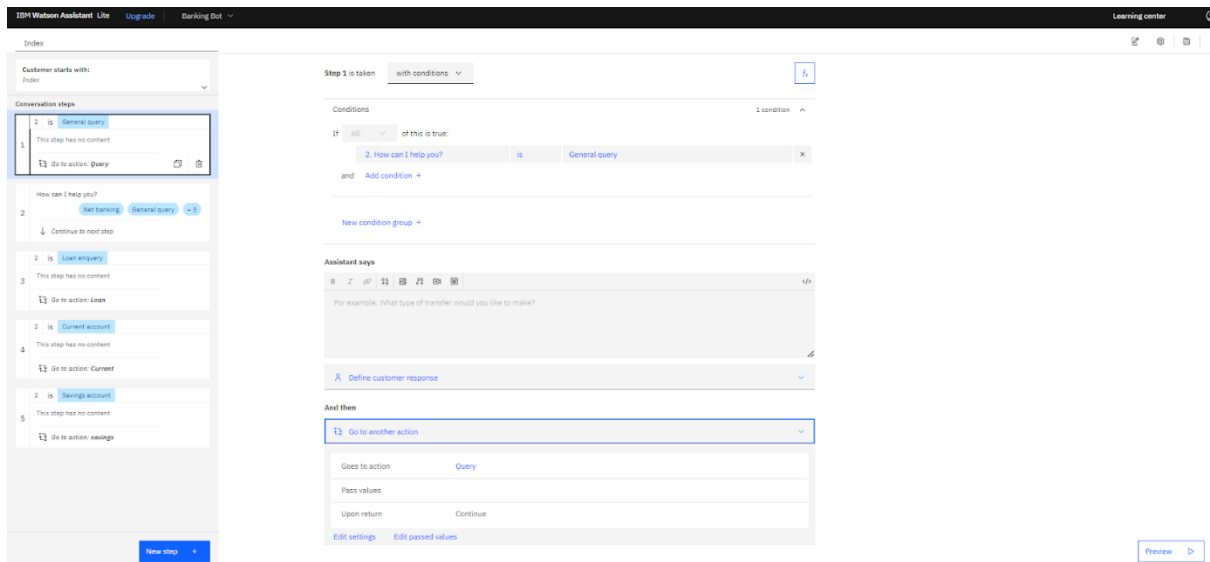 IBM Watson Assistant Lite Upgrade Banking Bot Learning center
Index
Customer starts with:
Index
Conversation steps
1
2 is General query
This step has no content
Go to action: Query
2
How can I help you?
Net banking General query + 3
Continue to next step
3
2 is Loan enquery
This step has no content
Go to action: Loan
4
2 is Current account
This step has no content
Go to action: Current
5
2 is Savings account
This step has no content
Go to action: savings
New step +
Step 1 is taken with conditions
fx
Conditions 1 condition
If All of this is true:
2. How can I help you? is General query ×
and Add condition +
New condition group +
Assistant says
B I </>
For example: What type of transfer would you like to make?
Define customer response
And then
Go to another action
Goes to action Query
Pass values
Upon return Continue
Edit settings Edit passed values
Preview